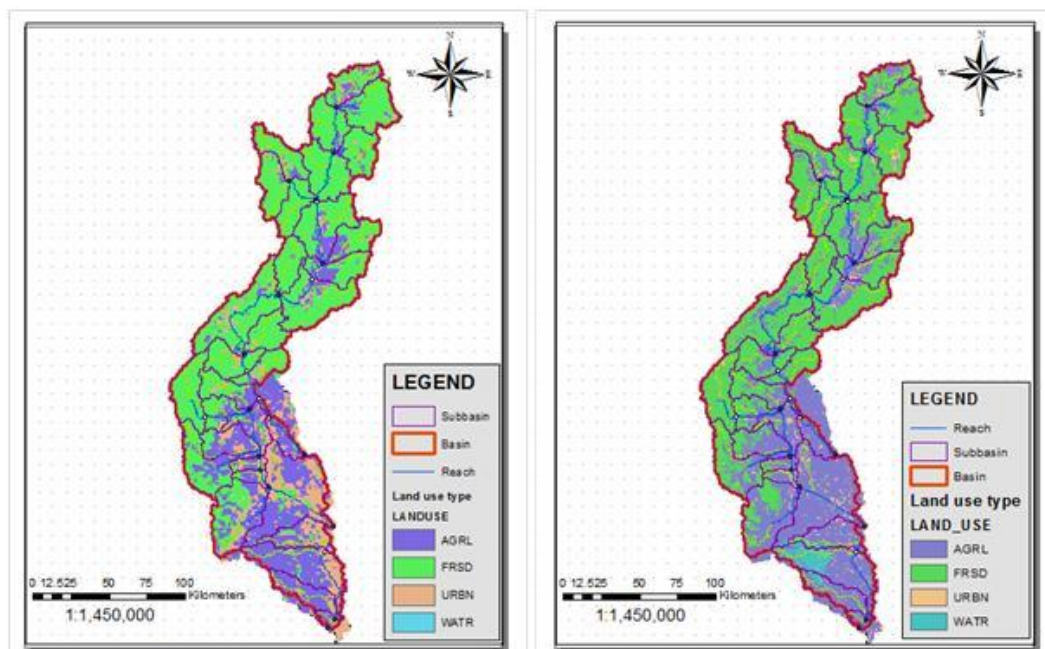 N
W E
S
LEGEND
Subbasin
Basin
Reach
Land use type
LANDUSE
AGRL
FRSD
URBN
WATR
0 12.525 50 75 100
Kilometers
1:1,450,000
N
W E
S
LEGEND
Reach
Subbasin
Basin
Land use type
LAND_USE
AGRL
FRSD
URBN
WATR
0 12.525 50 75 100
Kilometers
1:1,450,000